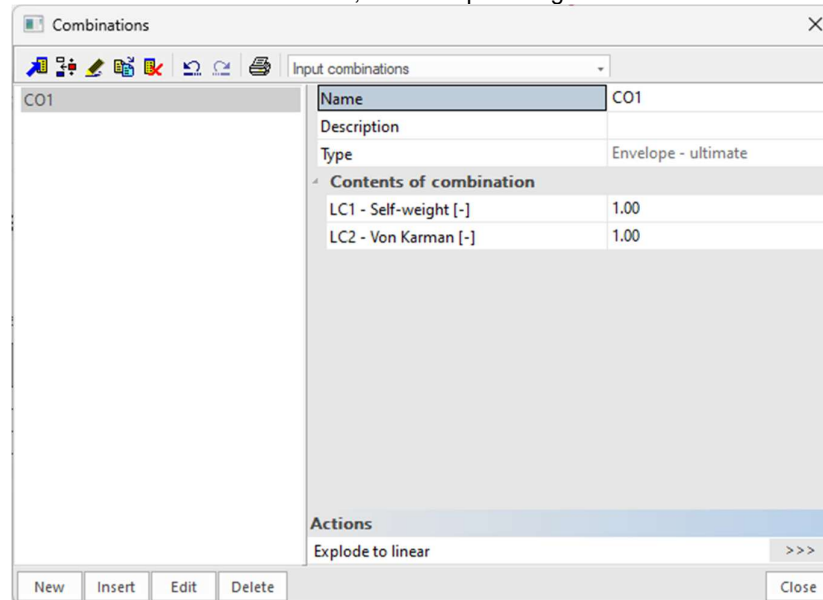 Combinations
Input combinations
CO1
Name CO1
Description
Type Envelope - ultimate
Contents of combination
LC1 - Self-weight [-] 1.00
LC2 - Von Karman [-] 1.00
Actions
Explode to linear >>>
New Insert Edit Delete Close